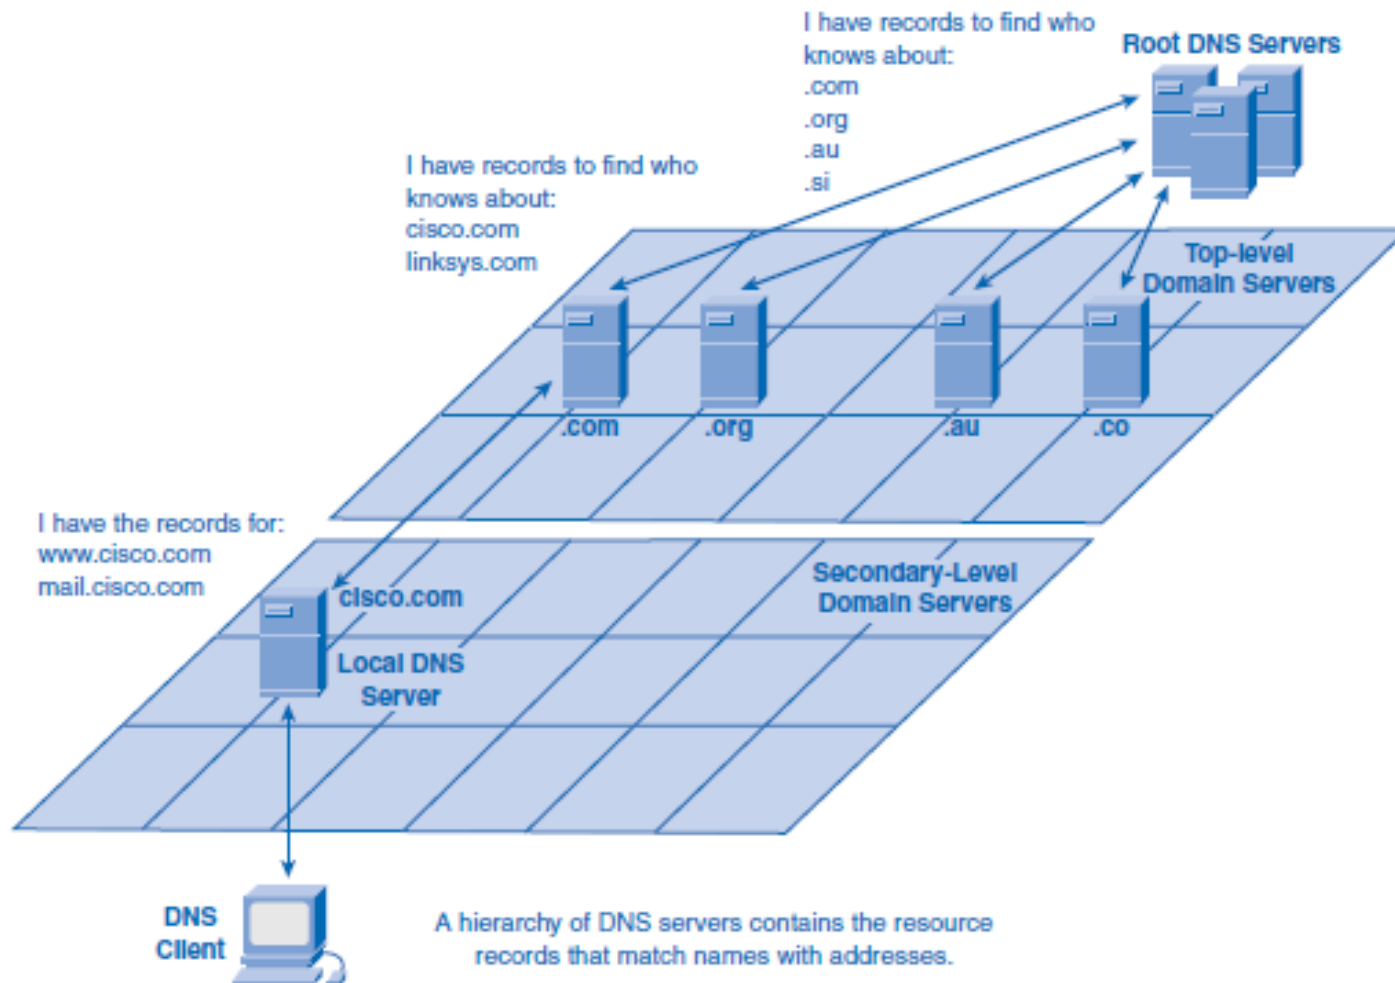 I have records to find who
knows about:
.com
.org
.au
.si
Root DNS Servers
I have records to find who
knows about:
cisco.com
linksys.com
Top-level
Domain Servers
.com
.org
.au
.co
I have the records for:
www.cisco.com
mail.cisco.com
cisco.com
Secondary-Level
Domain Servers
Local DNS
Server
DNS
Client
A hierarchy of DNS servers contains the resource
records that match names with addresses.